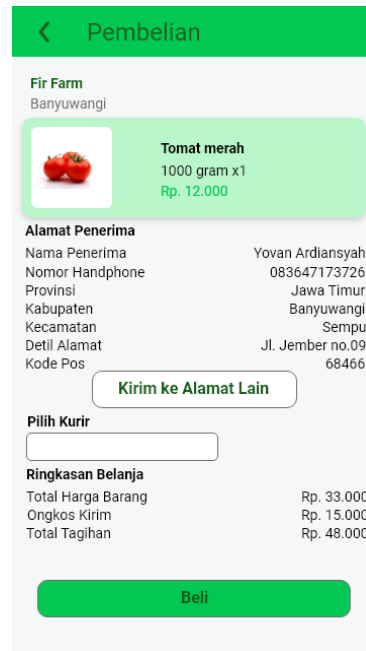 Pembelian
Fir Farm
Banyuwangi
Tomat merah
1000 gram x1
Rp. 12.000
Alamat Penerima
Nama Penerima Yovan Ardiansyah
Nomor Handphone 083647173726
Provinsi Jawa Timur
Kabupaten Banyuwangi
Kecamatan Sempu
Detil Alamat Jl. Jember no.09
Kode Pos 68466
Kirim ke Alamat Lain
Pilih Kurir
Ringkasan Belanja
Total Harga Barang Rp. 33.000
Ongkos Kirim Rp. 15.000
Total Tagihan Rp. 48.000
Beli